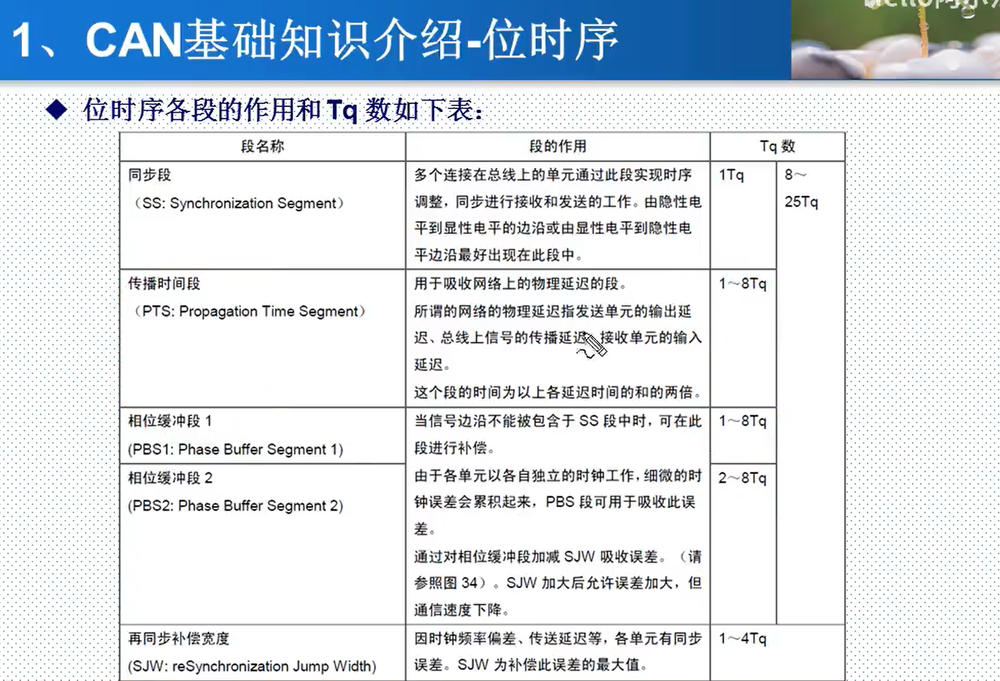 1、CAN基础知识介绍-位时序
◆ 位时序各段的作用和Tq 数如下表：
段名称
段的作用
Tq 数
同步段
（SS: Synchronization Segment）
多个连接在总线上的单元通过此段实现时序
调整，同步进行接收和发送的工作。由隐性电
平到显性电平的边沿或由显性电平到隐性电
平边沿最好出现在此段中。
1Tq
8～
25Tq
传播时间段
（PTS: Propagation Time Segment）
用于吸收网络上的物理延迟的段。
所谓的网络的物理延迟指发送单元的输出延
迟、总线上信号的传播延迟、接收单元的输入
延迟。
这个段的时间为以上各延迟时间的和的两倍。
1～8Tq
相位缓冲段 1
(PBS1: Phase Buffer Segment 1)
当信号边沿不能被包含于 SS 段中时，可在此
段进行补偿。
1～8Tq
相位缓冲段 2
(PBS2: Phase Buffer Segment 2)
由于各单元以各自独立的时钟工作，细微的时
钟误差会累积起来，PBS 段可用于吸收此误
差。
通过对相位缓冲段加减 SJW 吸收误差。（请
参照图 34）。SJW 加大后允许误差加大，但
通信速度下降。
2～8Tq
再同步补偿宽度
(SJW: reSynchronization Jump Width)
因时钟频率偏差、传送延迟等，各单元有同步
误差。SJW 为补偿此误差的最大值。
1～4Tq